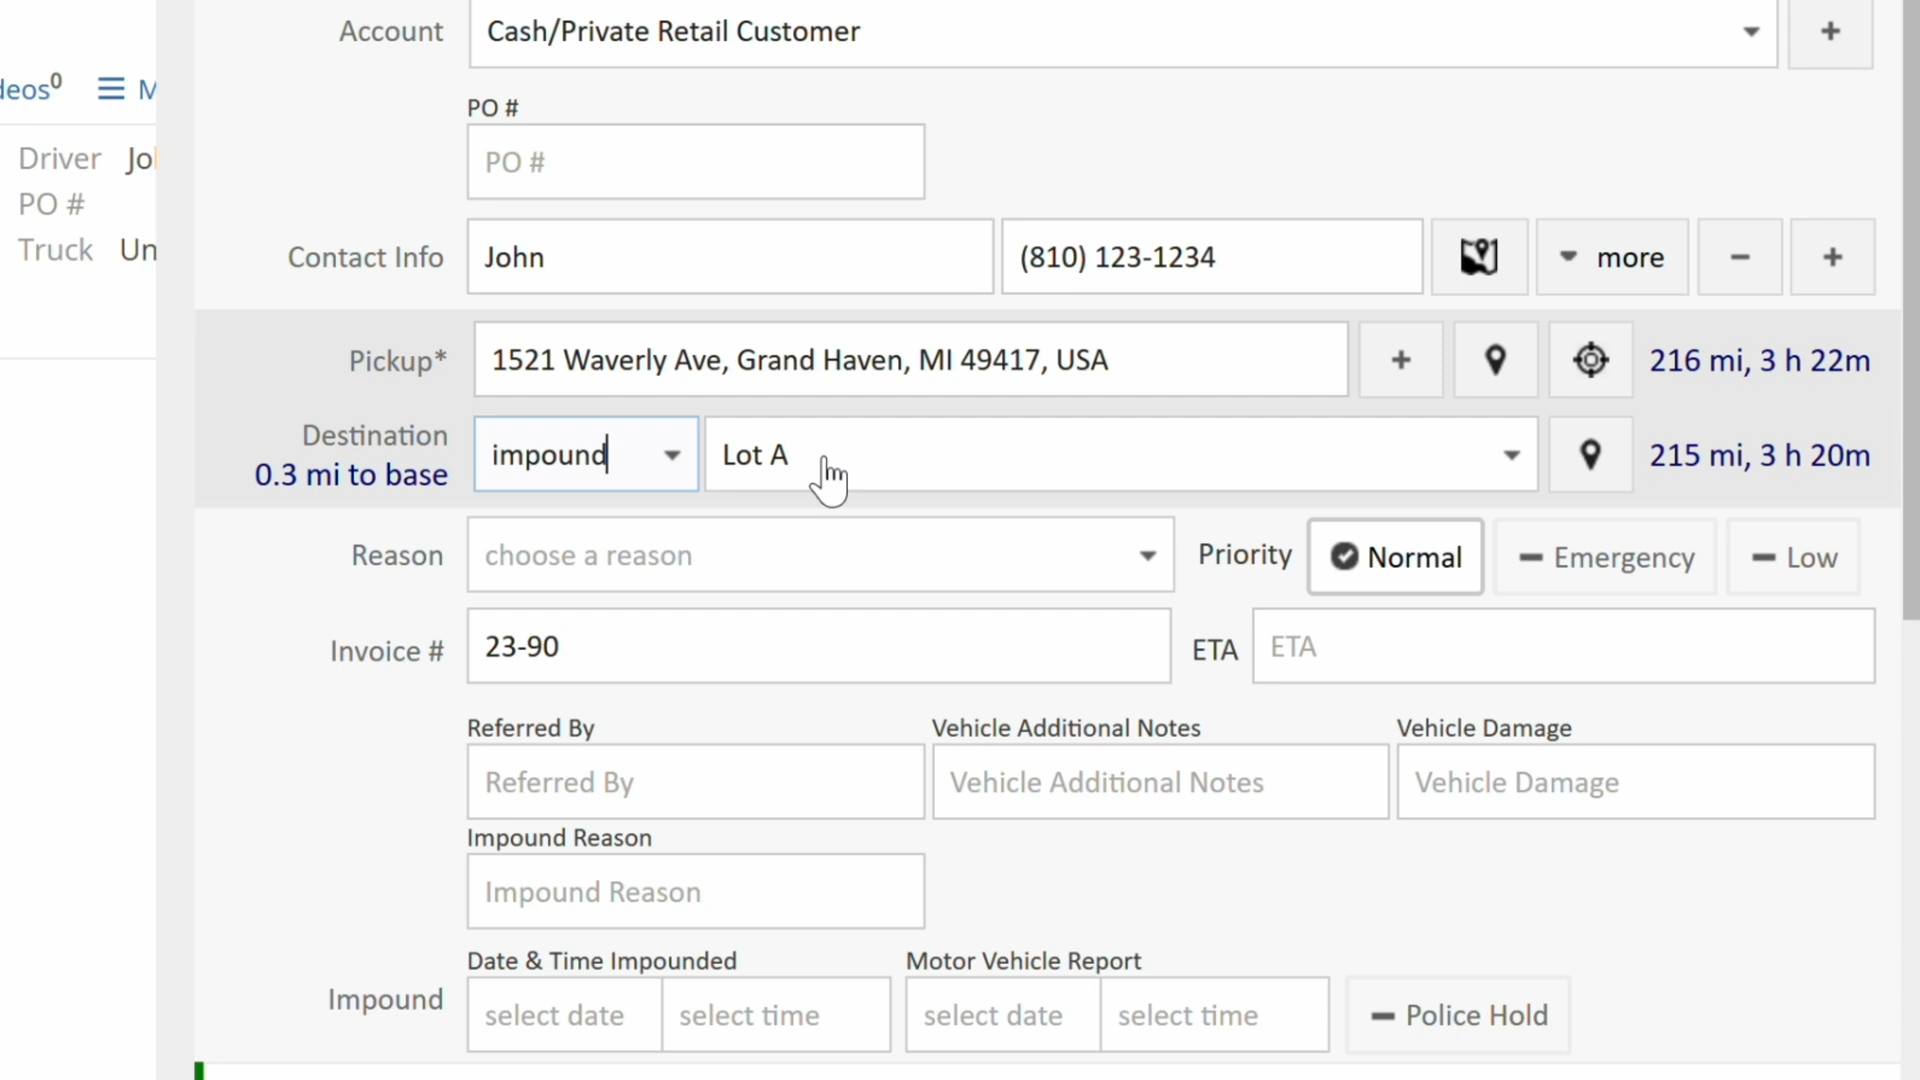 Account Cash/Private Retail Customer +
deos0 M
PO #
Driver Jo
PO #
PO #
Truck Un
Contact Info John (810) 123-1234 more - +
Pickup* 1521 Waverly Ave, Grand Haven, MI 49417, USA + 216 mi, 3 h 22m
Destination impound Lot A 215 mi, 3 h 20m
0.3 mi to base
Reason choose a reason Priority Normal Emergency Low
Invoice # 23-90 ETA ETA
Referred By Vehicle Additional Notes Vehicle Damage
Referred By Vehicle Additional Notes Vehicle Damage
Impound Reason
Impound Reason
Date & Time Impounded Motor Vehicle Report
Impound select date select time select date select time Police Hold